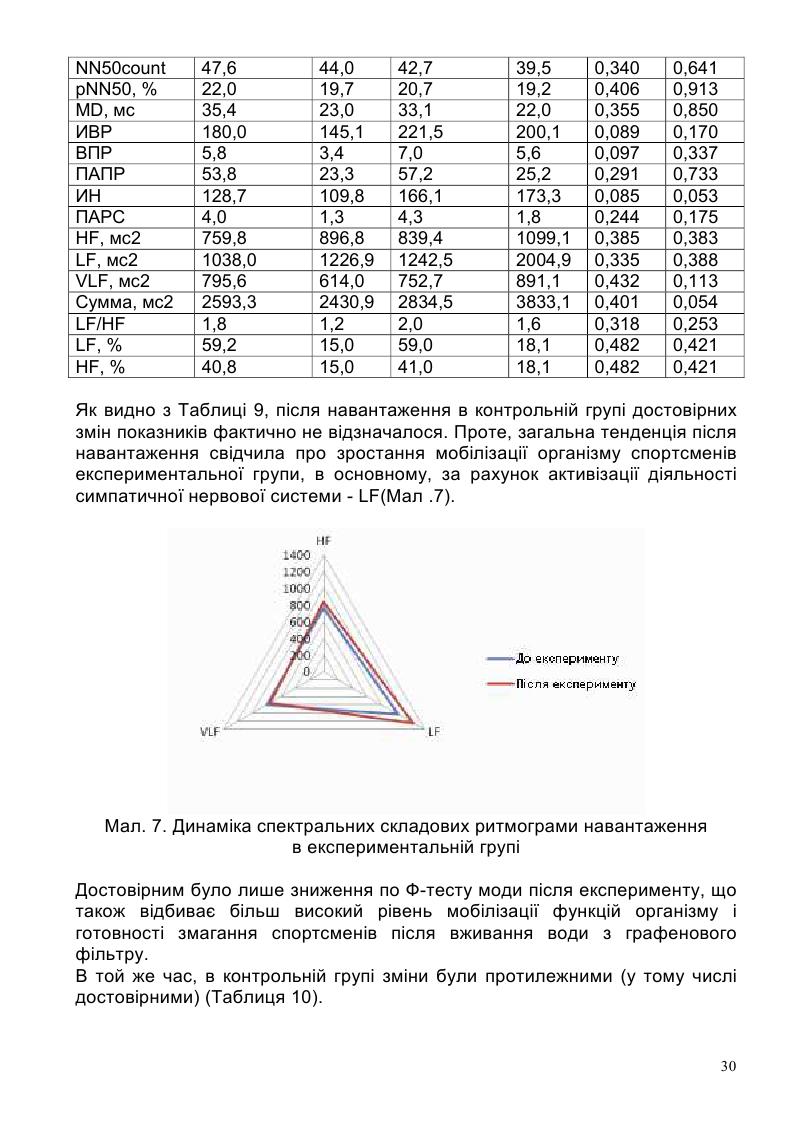 NN50count 47,6 44,0 42,7 39,5 0,340 0,641
pNN50, % 22,0 19,7 20,7 19,2 0,406 0,913
MD, мс 35,4 23,0 33,1 22,0 0,355 0,850
ИВР 180,0 145,1 221,5 200,1 0,089 0,170
ВПР 5,8 3,4 7,0 5,6 0,097 0,337
ПАПР 53,8 23,3 57,2 25,2 0,291 0,733
ИН 128,7 109,8 166,1 173,3 0,085 0,053
ПАРС 4,0 1,3 4,3 1,8 0,244 0,175
HF, мс2 759,8 896,8 839,4 1099,1 0,385 0,383
LF, мс2 1038,0 1226,9 1242,5 2004,9 0,335 0,388
VLF, мс2 795,6 614,0 752,7 891,1 0,432 0,113
Сумма, мс2 2593,3 2430,9 2834,5 3833,1 0,401 0,054
LF/HF 1,8 1,2 2,0 1,6 0,318 0,253
LF, % 59,2 15,0 59,0 18,1 0,482 0,421
HF, % 40,8 15,0 41,0 18,1 0,482 0,421
Як видно з Таблиці 9, після навантаження в контрольній групі достовірних
змін показників фактично не відзначалося. Проте, загальна тенденція після
навантаження свідчила про зростання мобілізації організму спортсменів
експериментальної групи, в основному, за рахунок активізації діяльності
симпатичної нервової системи - LF(Мал .7).
HF
1400
1200
1000
800
600
400
200
0
До експерименту
Після експерименту
VLF
LF
Мал. 7. Динаміка спектральних складових ритмограми навантаження
в експериментальній групі
Достовірним було лише зниження по Ф-тесту моди після експерименту, що
також відбиває більш високий рівень мобілізації функцій організму і
готовності змагання спортсменів після вживання води з графенового
фільтру.
В той же час, в контрольній групі зміни були протилежними (у тому числі
достовірними) (Таблиця 10).
30